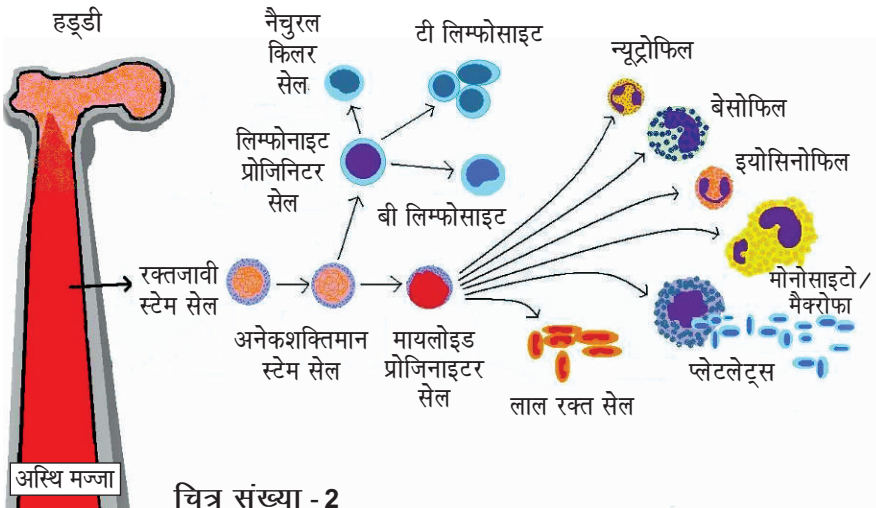 हड्डी
नैचुरल
किलर
सेल
टी लिम्फोसाइट
न्यूट्रोफिल
बेसोफिल
लिम्फोनाइट
प्रोजिनिटर
सेल
इयोसिनोफिल
बी लिम्फोसाइट
रक्तजावी
स्टेम सेल
मोनोसाइटो/
मैक्रोफा
अनेकशक्तिमान
स्टेम सेल
मायलोइड
प्रोजिनाइटर
सेल
प्लेटलेट्स
लाल रक्त सेल
अस्थि मज्जा
चित्र संख्या - 2